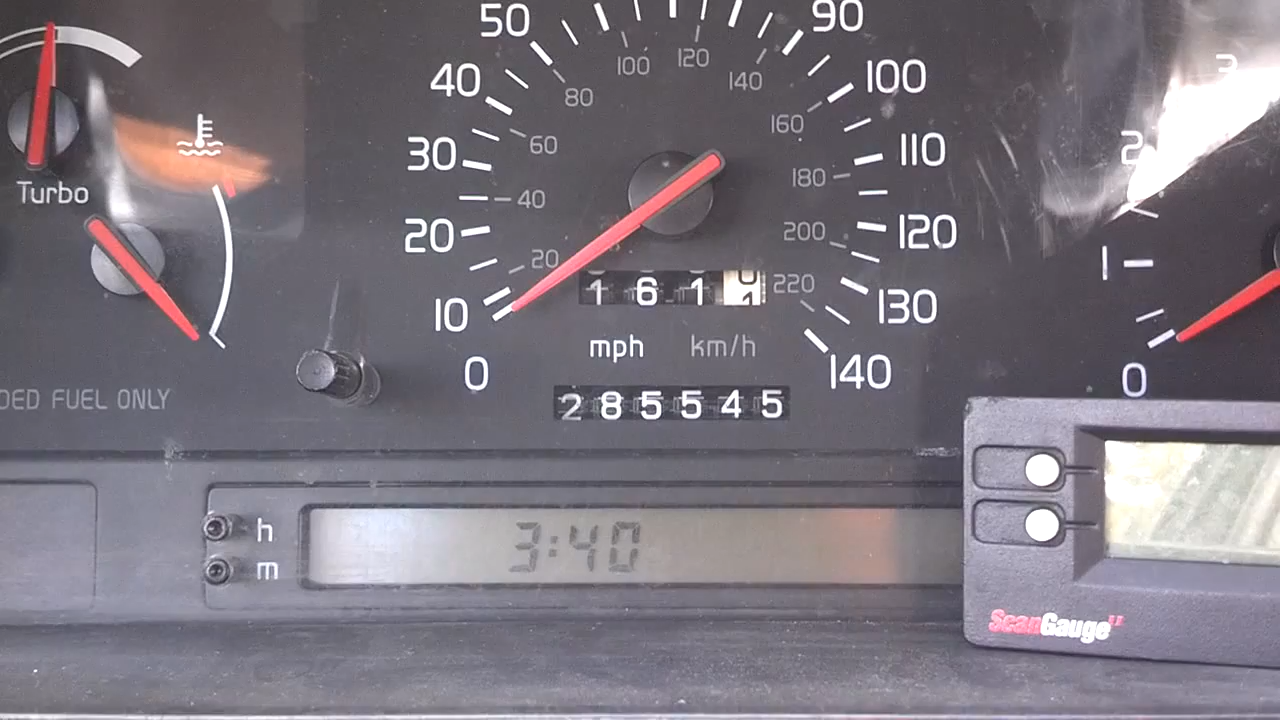 50 90
100 120 140
40 80 100 3
60 160
30 110 2
Turbo 40 180
20 200 120
20 220 1
10 1 6 1 130
mph km/h
0 140 0
DED FUEL ONLY 2 8 5 5 4 5
h 3:40
m
ScanGauge II